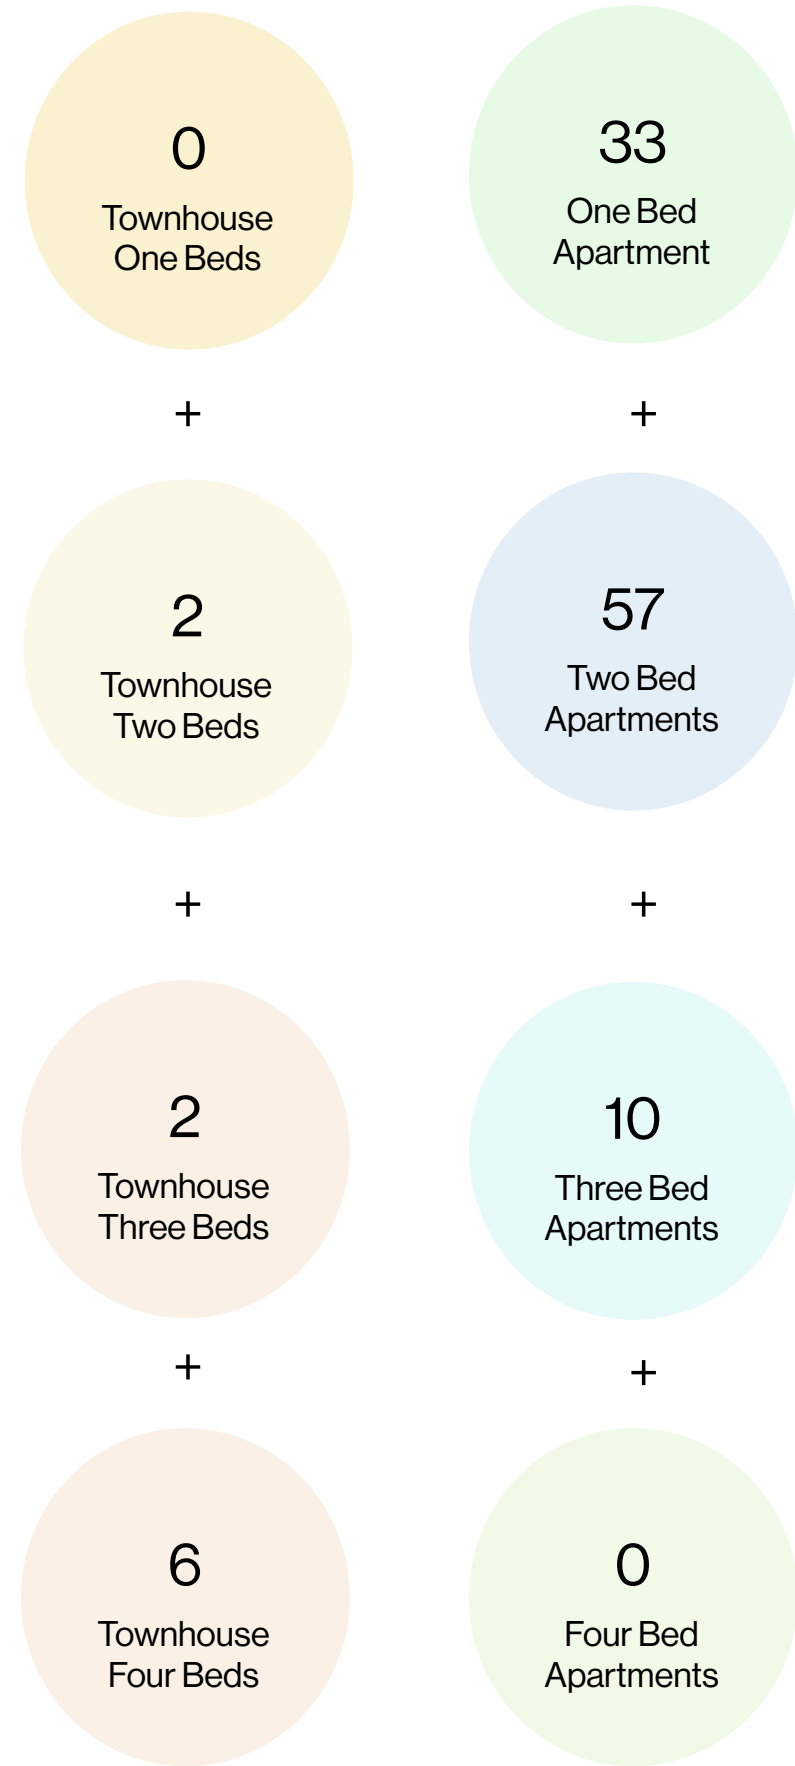 0
Townhouse
One Beds
+
2
Townhouse
Two Beds
+
2
Townhouse
Three Beds
+
6
Townhouse
Four Beds
33
One Bed
Apartment
+
57
Two Bed
Apartments
+
10
Three Bed
Apartments
+
0
Four Bed
Apartments